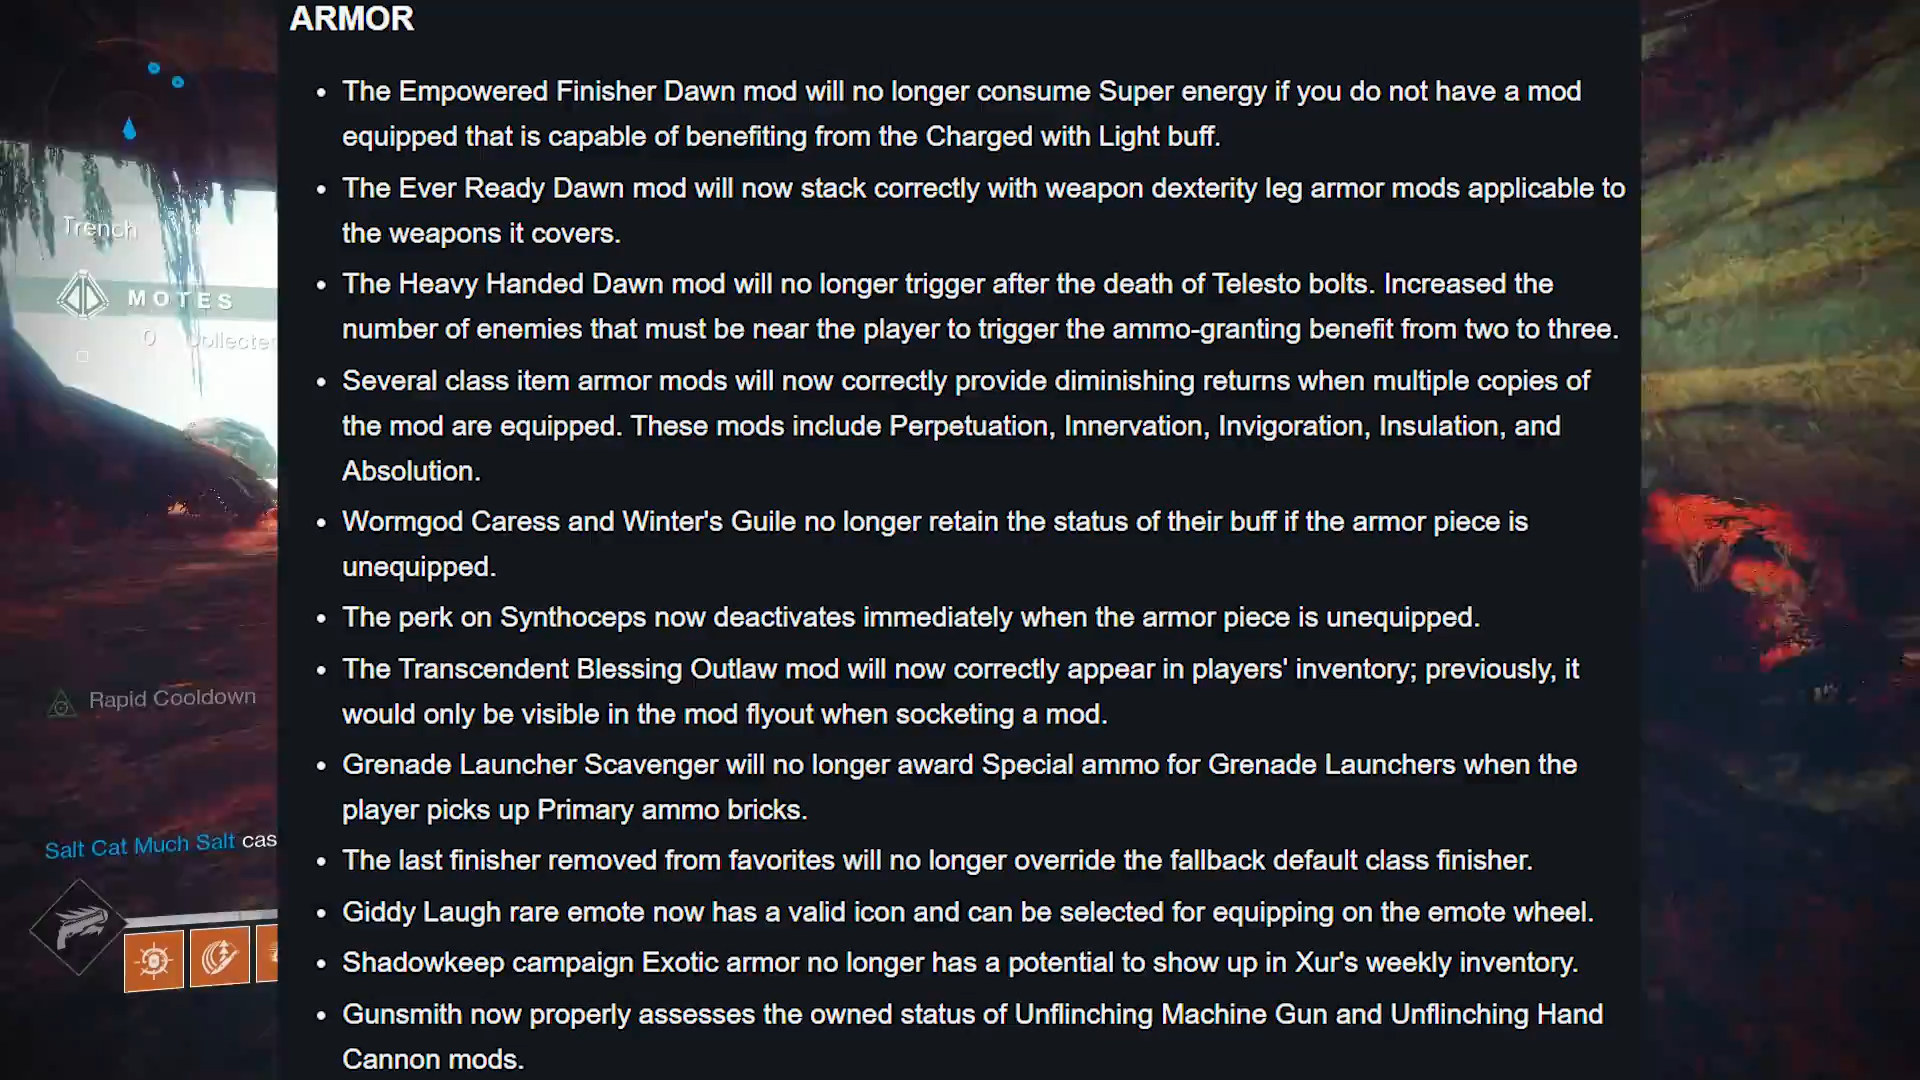 ARMOR
The Empowered Finisher Dawn mod will no longer consume Super energy if you do not have a mod
equipped that is capable of benefiting from the Charged with Light buff.
The Ever Ready Dawn mod will now stack correctly with weapon dexterity leg armor mods applicable to
the weapons it covers.
The Heavy Handed Dawn mod will no longer trigger after the death of Telesto bolts. Increased the
number of enemies that must be near the player to trigger the ammo-granting benefit from two to three.
Several class item armor mods will now correctly provide diminishing returns when multiple copies of
the mod are equipped. These mods include Perpetuation, Innervation, Invigoration, Insulation, and
Absolution.
Wormgod Caress and Winter's Guile no longer retain the status of their buff if the armor piece is
unequipped.
The perk on Synthoceps now deactivates immediately when the armor piece is unequipped.
The Transcendent Blessing Outlaw mod will now correctly appear in players' inventory; previously, it
would only be visible in the mod flyout when socketing a mod.
Grenade Launcher Scavenger will no longer award Special ammo for Grenade Launchers when the
player picks up Primary ammo bricks.
The last finisher removed from favorites will no longer override the fallback default class finisher.
Giddy Laugh rare emote now has a valid icon and can be selected for equipping on the emote wheel.
Shadowkeep campaign Exotic armor no longer has a potential to show up in Xur's weekly inventory.
Gunsmith now properly assesses the owned status of Unflinching Machine Gun and Unflinching Hand
Cannon mods.
Trench
MOTES
0 Collecte
Rapid Cooldown
Salt Cat Much Salt cas